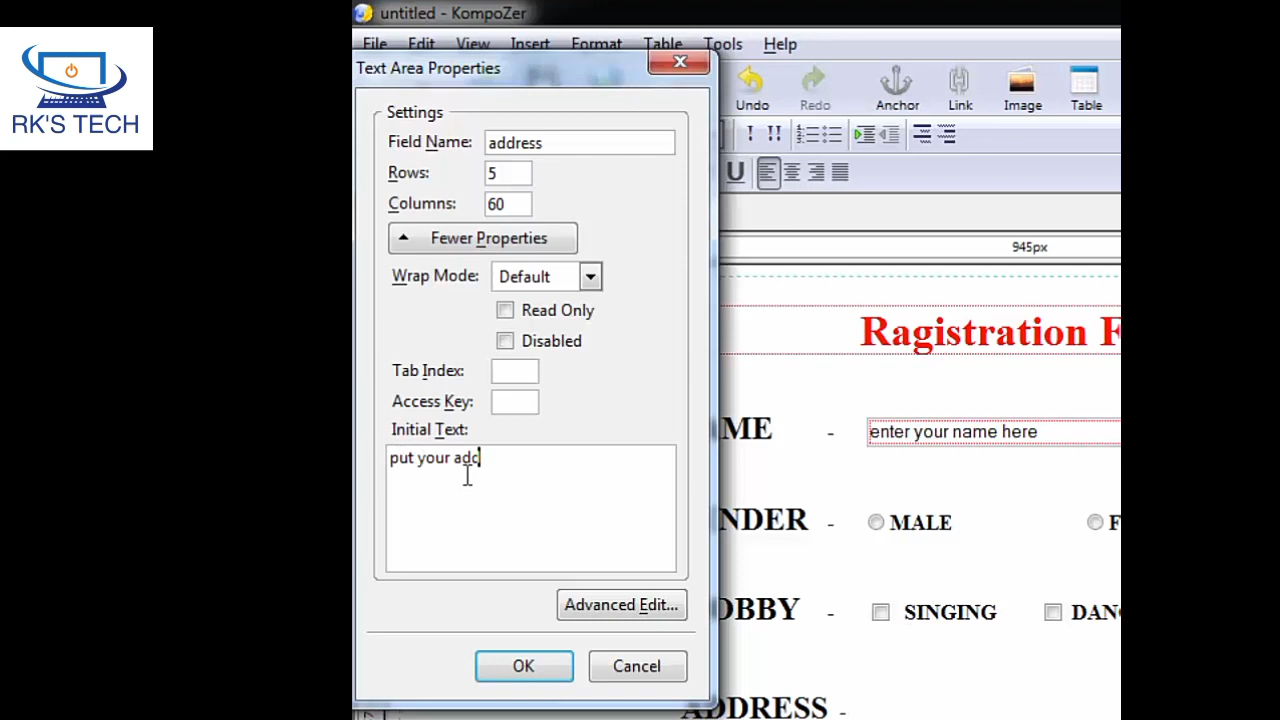 untitled - KompoZer
RK'S TECH
File Edit View Insert Format Table Tools Help
Text Area Properties
Undo Redo Anchor Link Image Table
Settings
Field Name: address
Rows: 5
Columns: 60
Fewer Properties
Wrap Mode: Default
Read Only
Disabled
Tab Index:
Access Key:
Initial Text:
put your add
Advanced Edit...
OK Cancel
! !!
U
945px
Ragistration F
ME - enter your name here
NDER - MALE F
OBBY - SINGING DANC
ADDRESS -